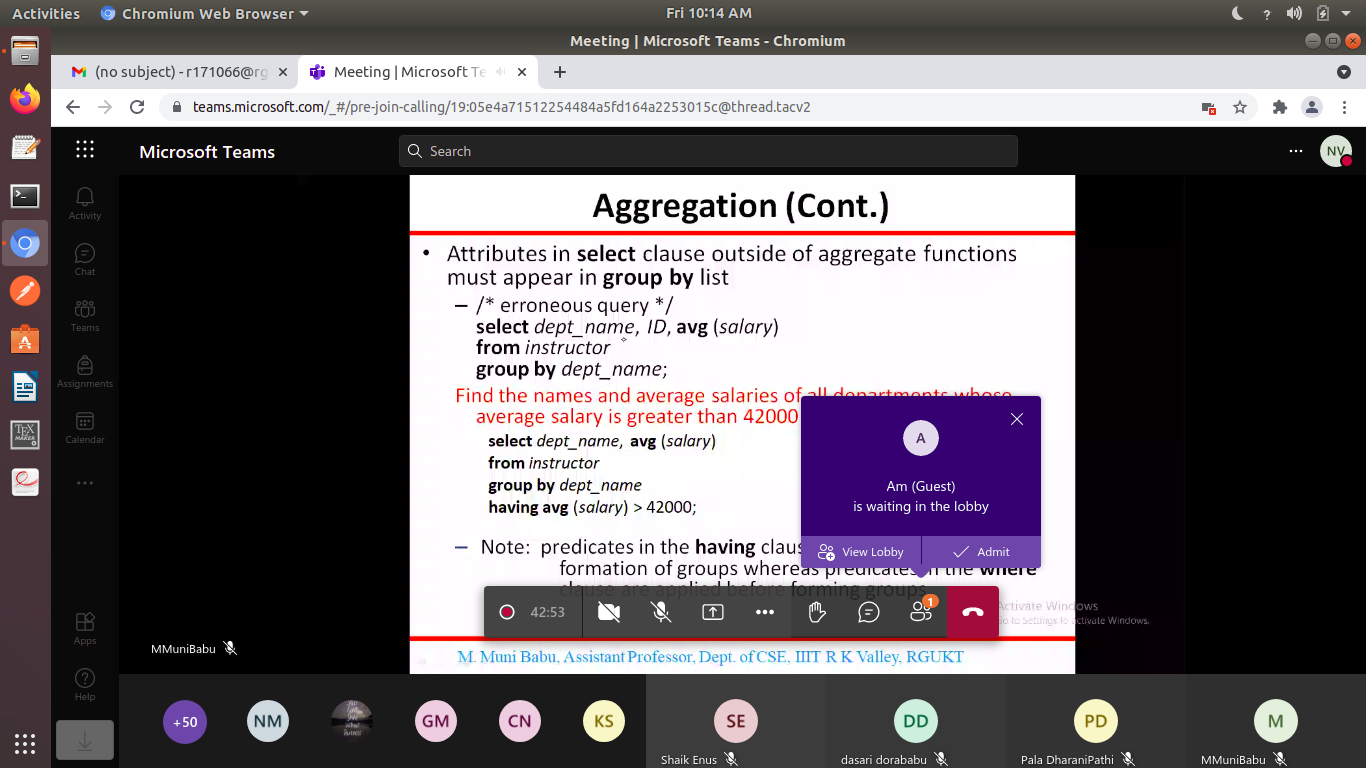 Activities
Chromium Web Browser
Fri 10:14 AM
Meeting | Microsoft Teams - Chromium
(no subject) - r171066@rg
Meeting | Microsoft Te
teams.microsoft.com/_#/pre-join-calling/19:05e4a71512254484a5fd164a2253015c@thread.tacv2
Microsoft Teams
Search
NV
Activity
Chat
Teams
Assignments
Calendar
Apps
Help
Aggregation (Cont.)
• Attributes in select clause outside of aggregate functions
must appear in group by list
– /* erroneous query */
select dept_name, ID, avg (salary)
from instructor
group by dept_name;
Find the names and average salaries of all departments whose
average salary is greater than 42000
select dept_name, avg (salary)
from instructor
group by dept_name
having avg (salary) > 42000;
– Note: predicates in the having claus
formation of groups whereas predicates in the where
clause are applied before forming groups
A
Am (Guest)
is waiting in the lobby
View Lobby
Admit
42:53
1
Activate Windows
Go to Settings to activate Windows.
MMuniBabu
M. Muni Babu, Assistant Professor, Dept. of CSE, IIIT R K Valley, RGUKT
+50
NM
GM
CN
KS
SE
Shaik Enus
DD
dasari dorababu
PD
Pala DharaniPathi
M
MMuniBabu
TEX
MAKER